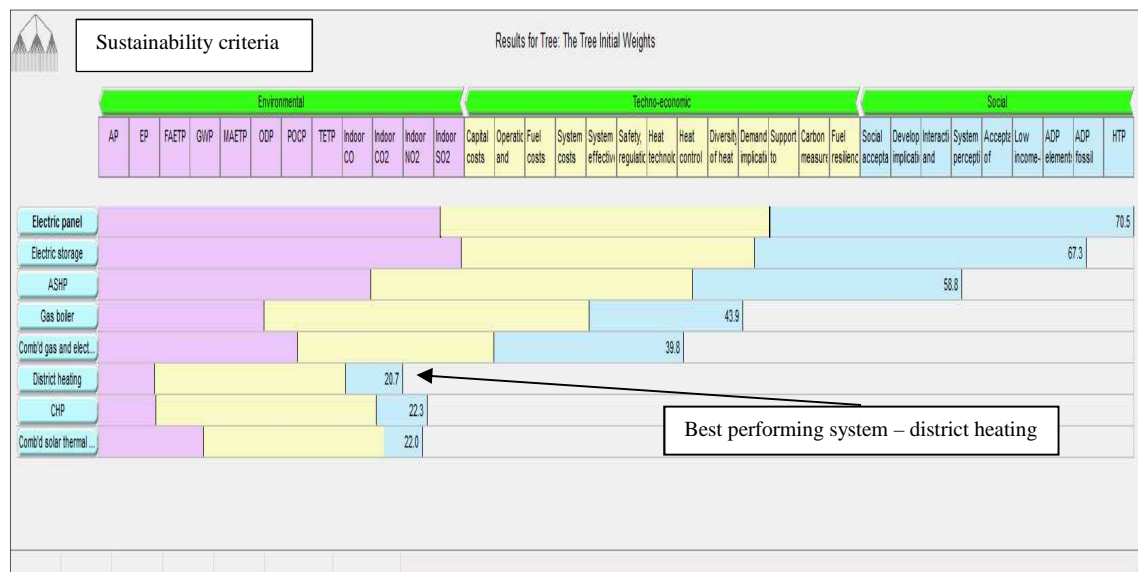 Sustainability criteria
Results for Tree: The Tree Initial Weights
Environmental Techno-economic Social
AP EP FAETP GWP MAETP ODP POCP TETP Indoor Indoor Indoor Indoor Capital Operatic Fuel System System Safety, Heat Heat Diversity Demand Support Carbon Fuel Social Develop Interacti System Accepta Low ADP ADP HTP
CO CO2 NO2 SO2 costs and costs costs effectiv regulatic technolc control of heat implicati to measure resilienc accepta implicati and percepti of income- element fossil
Electric panel 70.5
Electric storage 67.3
ASHP 58.8
Gas boiler 43.9
Comb'd gas and elect... 39.8
District heating 20.7
CHP 22.3
Comb'd solar thermal ... 22.0
Best performing system – district heating